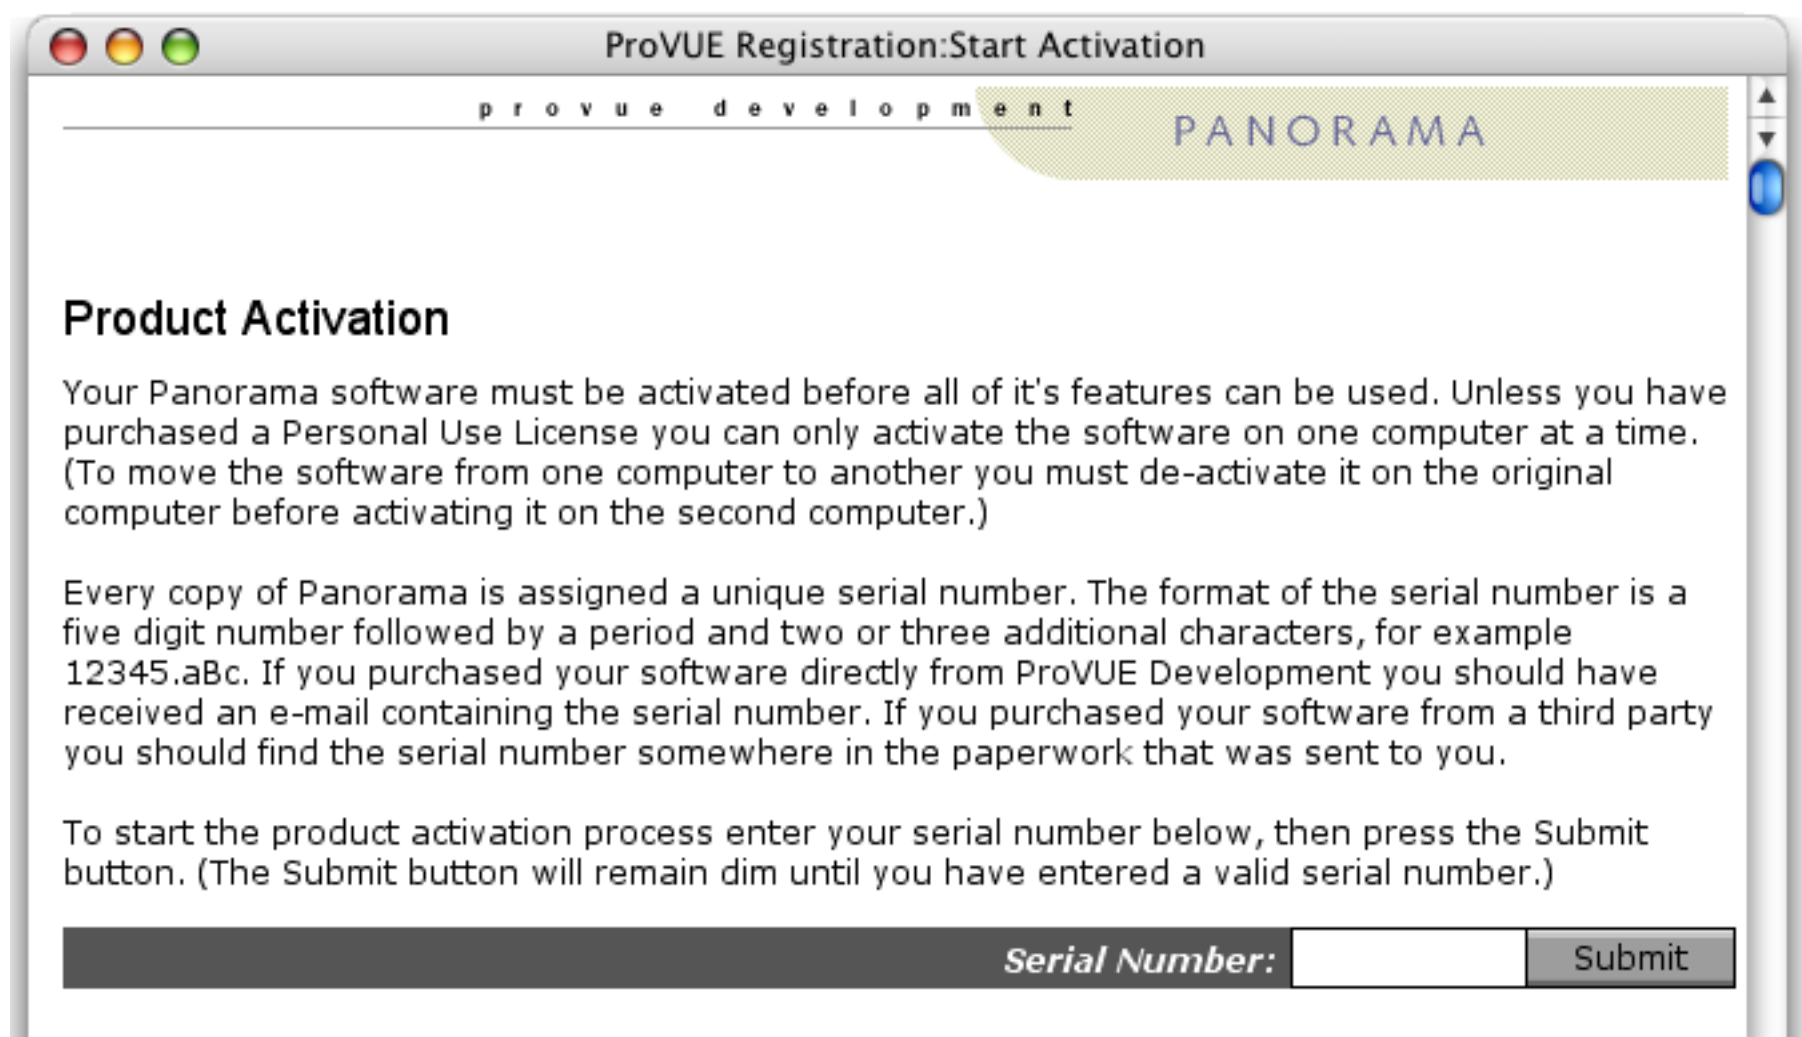 ProVUE Registration:Start Activation
provue development
PANORAMA
Product Activation
Your Panorama software must be activated before all of it's features can be used. Unless you have
purchased a Personal Use License you can only activate the software on one computer at a time.
(To move the software from one computer to another you must de-activate it on the original
computer before activating it on the second computer.)
Every copy of Panorama is assigned a unique serial number. The format of the serial number is a
five digit number followed by a period and two or three additional characters, for example
12345.aBc. If you purchased your software directly from ProVUE Development you should have
received an e-mail containing the serial number. If you purchased your software from a third party
you should find the serial number somewhere in the paperwork that was sent to you.
To start the product activation process enter your serial number below, then press the Submit
button. (The Submit button will remain dim until you have entered a valid serial number.)
Serial Number: Submit